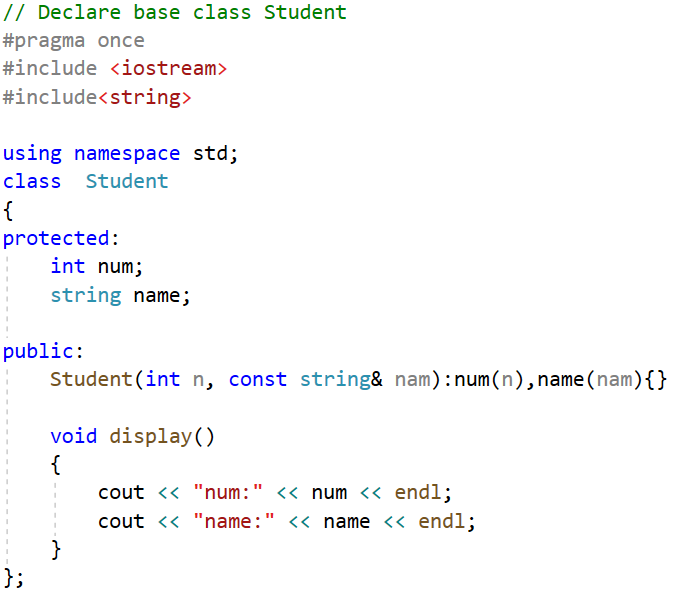 // Declare base class Student
#pragma once
#include <iostream>
#include<string>

using namespace std;
class  Student
{
protected:
    int num;
    string name;

public:
    Student(int n, const string& nam):num(n),name(nam){}

    void display()
    {
        cout << "num:" << num << endl;
        cout << "name:" << name << endl;
    }
};